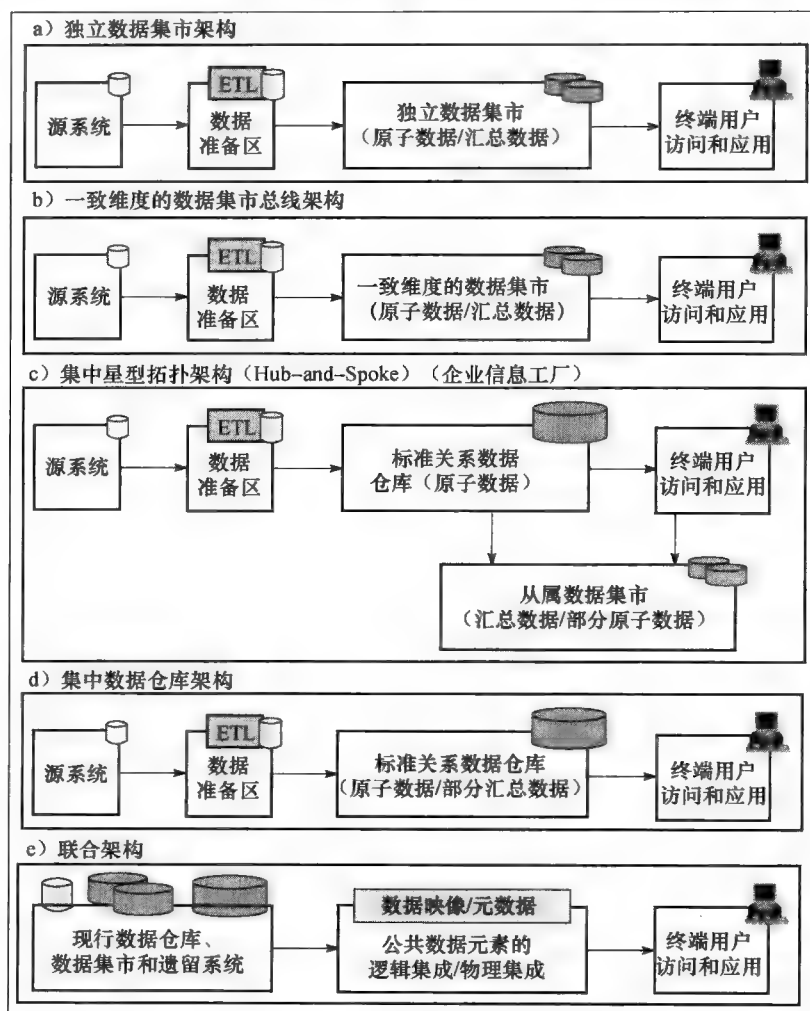 a）独立数据集市架构
源系统
ETL
数据
准备区
独立数据集市
（原子数据/汇总数据）
终端用户
访问和应用
b）一致维度的数据集市总线架构
源系统
ETL
数据
准备区
一致维度的数据集市
（原子数据/汇总数据）
终端用户
访问和应用
c）集中星型拓扑架构（Hub–and–Spoke）（企业信息工厂）
源系统
ETL
数据
准备区
标准关系数据
仓库（原子数据）
终端用户
访问和应用
从属数据集市
（汇总数据/部分原子数据）
d）集中数据仓库架构
源系统
ETL
数据
准备区
标准关系数据仓库
（原子数据/部分汇总数据）
终端用户
访问和应用
e）联合架构
现行数据仓库、
数据集市和遗留系统
数据映像/元数据
公共数据元素的
逻辑集成/物理集成
终端用户
访问和应用